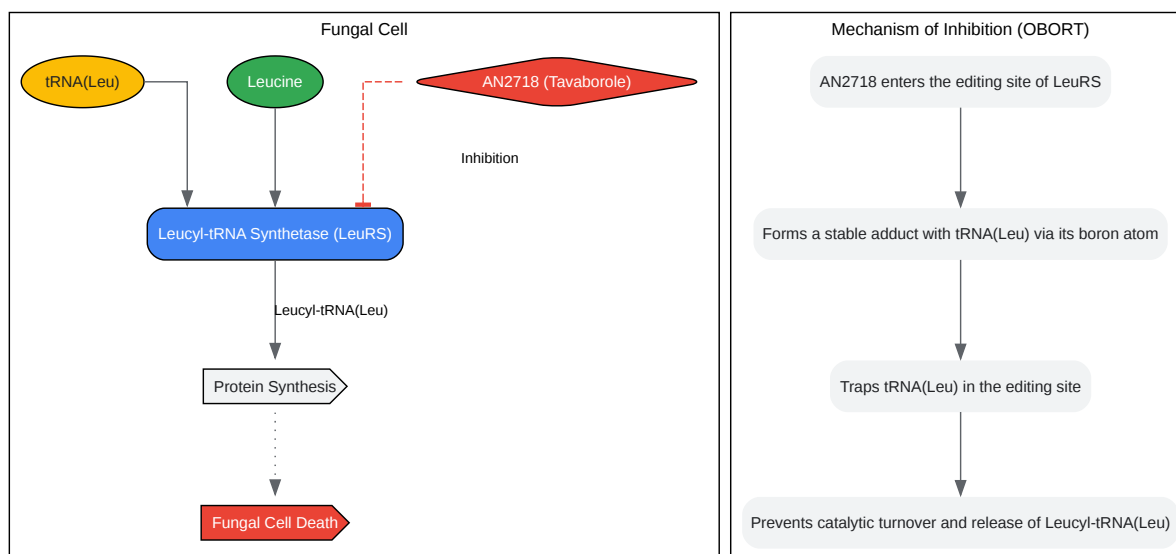 Fungal Cell
tRNA(Leu)
Leucine
AN2718 (Tavaborole)
Inhibition
Leucyl-tRNA Synthetase (LeuRS)
Leucyl-tRNA(Leu)
Protein Synthesis
Fungal Cell Death
Mechanism of Inhibition (OBORT)
AN2718 enters the editing site of LeuRS
Forms a stable adduct with tRNA(Leu) via its boron atom
Traps tRNA(Leu) in the editing site
Prevents catalytic turnover and release of Leucyl-tRNA(Leu)